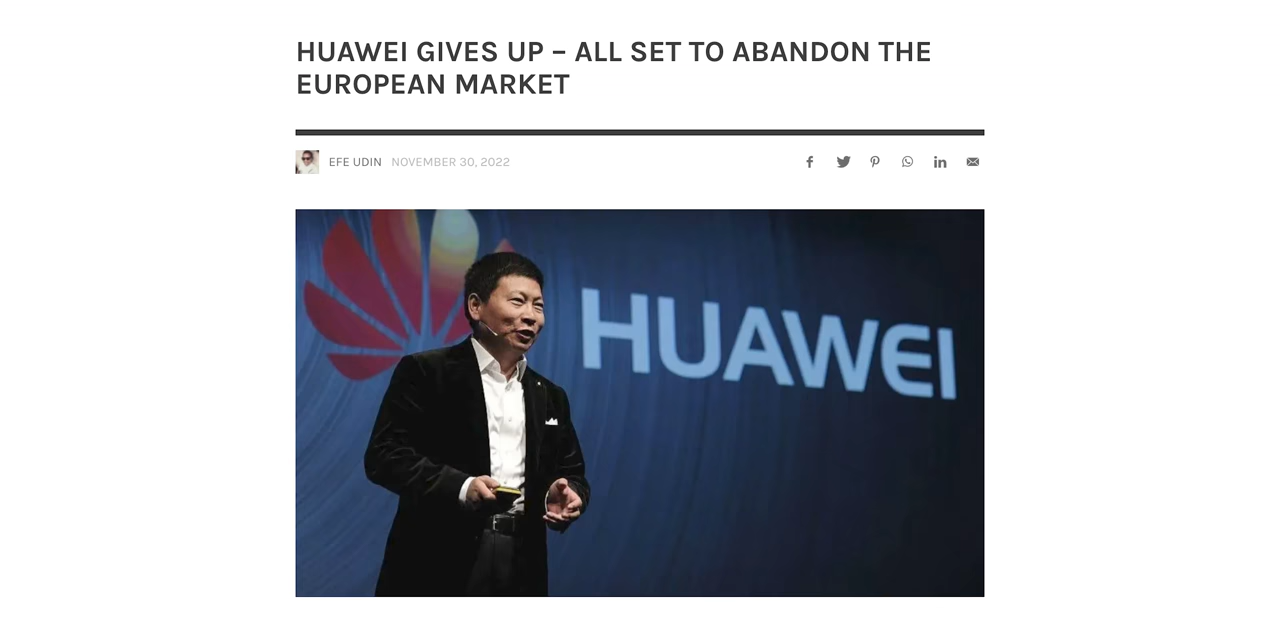 HUAWEI GIVES UP – ALL SET TO ABANDON THE
EUROPEAN MARKET
EFE UDIN NOVEMBER 30, 2022
HUAWEI